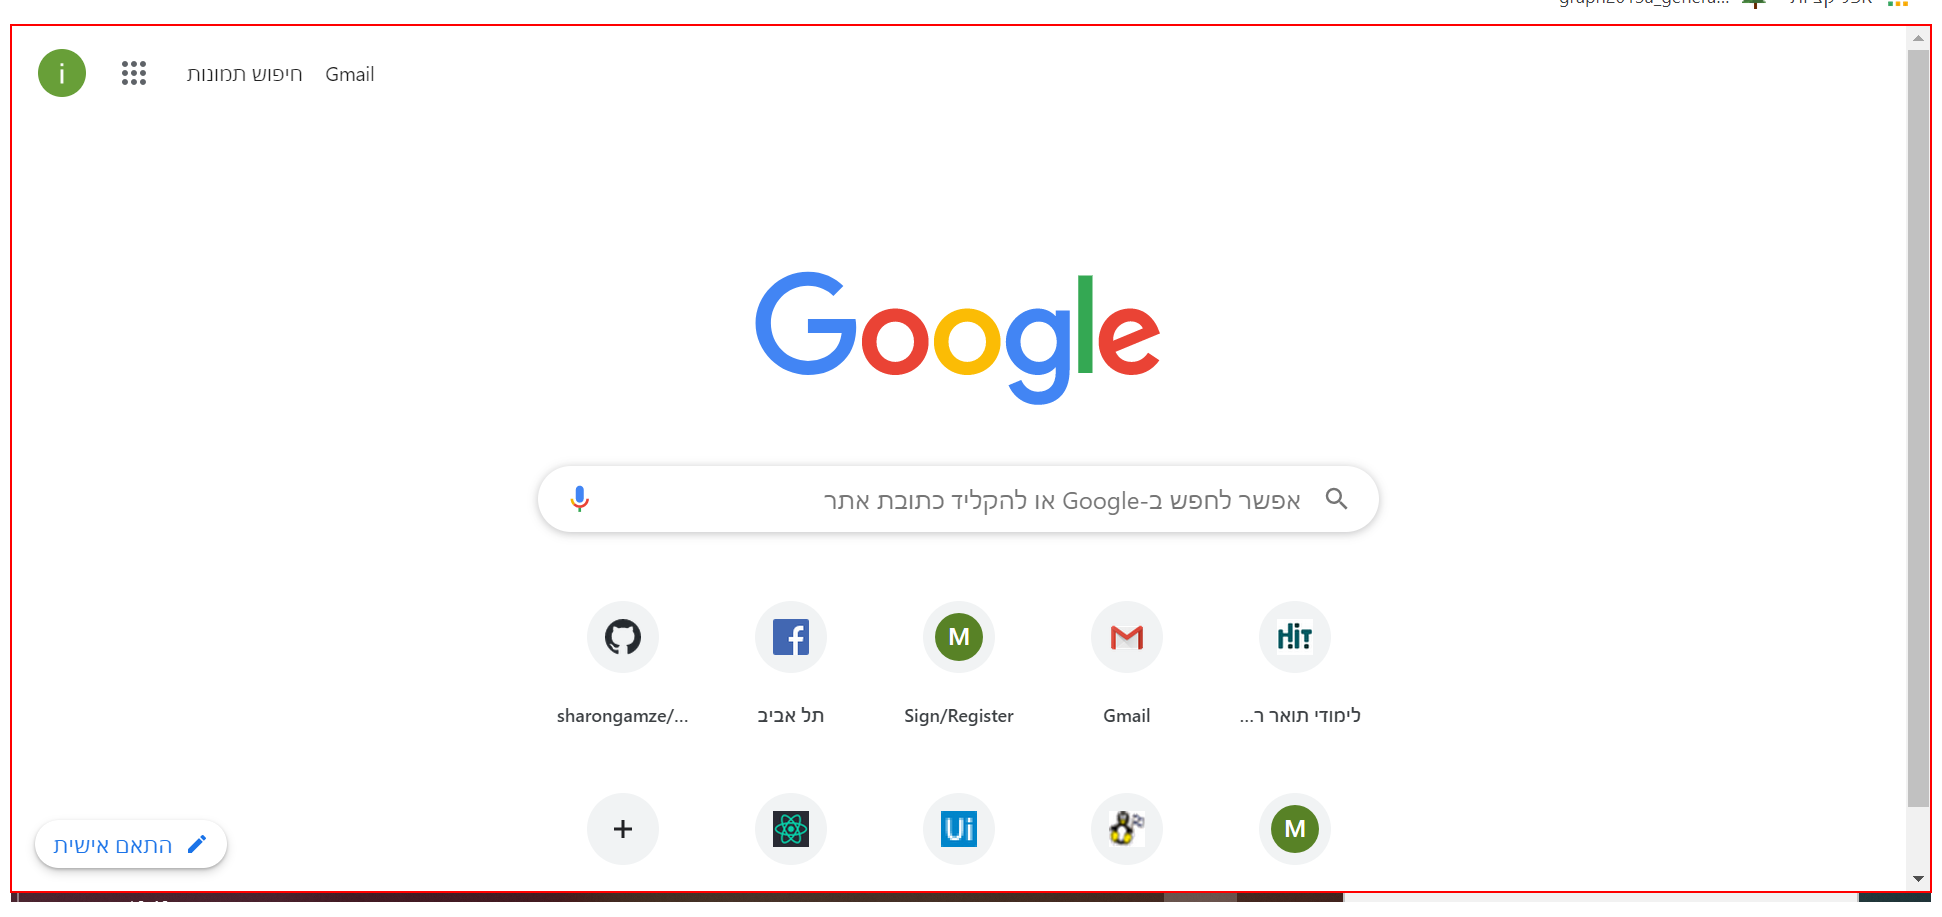 חיפוש תמונות Gmail
Google
אפשר לחפש ב-Google או להקליד כתובת אתר
לימודי תואר ר...
Gmail
M
Sign/Register
תל אביב
sharongamze/...
M
Ui
התאם אישית
i
HiT